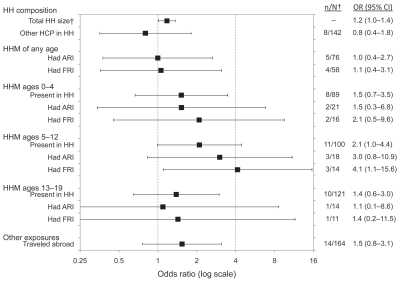 HH composition n/N† OR (95% CI)
Total HH size† – 1.2 (1.0–1.4)
Other HCP in HH 8/142 0.8 (0.4–1.8)
HHM of any age
Had ARI 5/76 1.0 (0.4–2.7)
Had FRI 4/58 1.1 (0.4–3.1)
HHM ages 0–4
Present in HH 8/89 1.5 (0.7–3.5)
Had ARI 2/21 1.5 (0.3–6.8)
Had FRI 2/16 2.1 (0.5–9.6)
HHM ages 5–12
Present in HH 11/100 2.1 (1.0–4.4)
Had ARI 3/18 3.0 (0.8–10.9)
Had FRI 3/14 4.1 (1.1–15.6)
HHM ages 13–19
Present in HH 10/121 1.4 (0.6–3.0)
Had ARI 1/14 1.1 (0.1–8.6)
Had FRI 1/11 1.4 (0.2–11.5)
Other exposures
Traveled abroad 14/164 1.5 (0.8–3.1)
0.25 0.5 1 2 4 8 16
Odds ratio (log scale)